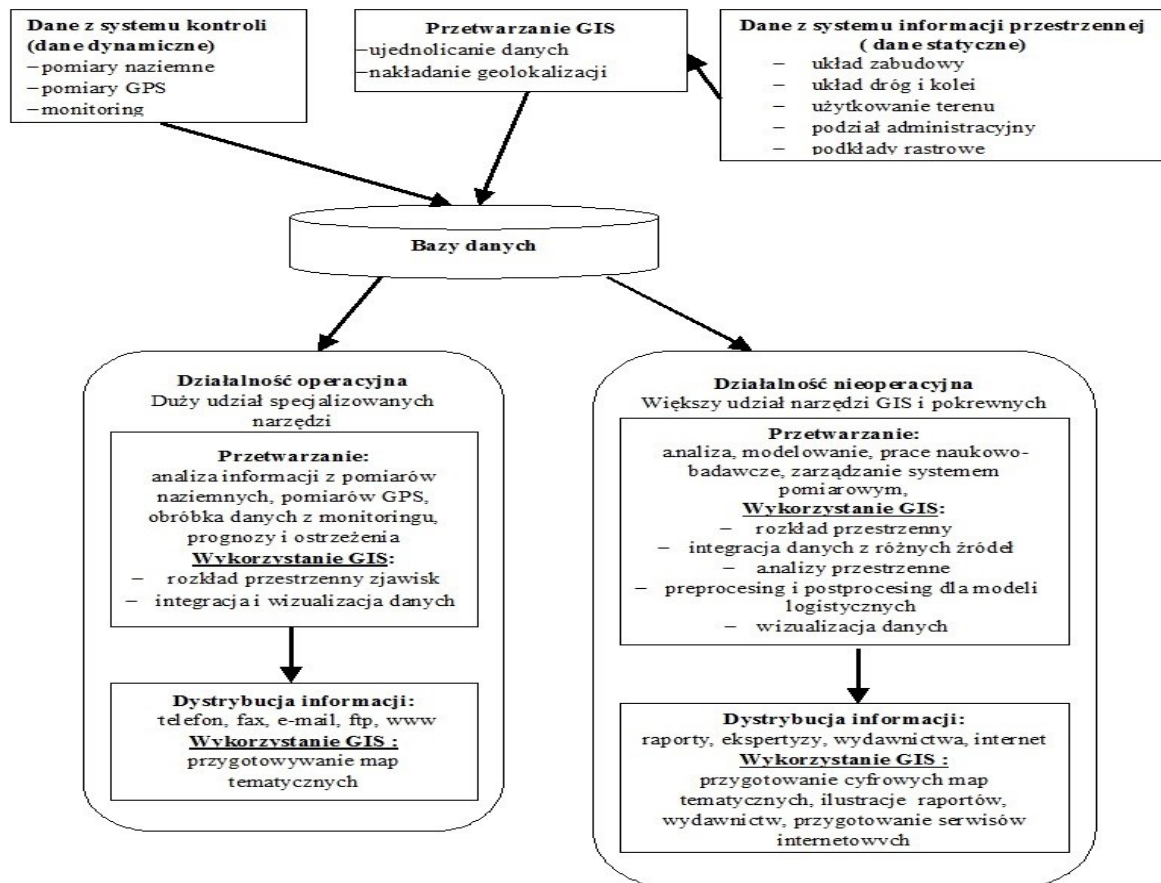 Dane z systemu kontroli
(dane dynamiczne)
−pomiary naziemne
−pomiary GPS
−monitoring
Przetwarzanie GIS
−ujednolicanie danych
−nakładanie geolokalizacji
Dane z systemu informacji przestrzennej
( dane statyczne)
− układ zabudowy
− układ dróg i kolei
− użytkowanie terenu
− podział administracyjny
− podkłady rastrowe
Bazy danych
Działalność operacyjna
Duży udział specjalizowanych
narzędzi
Przetwarzanie:
analiza informacji z pomiarów
naziemnych, pomiarów GPS,
obróbka danych z monitoringu,
prognozy i ostrzeżenia
Wykorzystanie GIS:
− rozkład przestrzenny zjawisk
− integracja i wizualizacja danych
Dystrybucja informacji:
telefon, fax, e-mail, ftp, www
Wykorzystanie GIS :
przygotowywanie map
tematycznych
Działalność nieoperacyjna
Większy udział narzędzi GIS i pokrewnych
Przetwarzanie:
analiza, modelowanie, prace naukowo-
badawcze, zarządzanie systemem
pomiarowym,
Wykorzystanie GIS:
− rozkład przestrzenny
− integracja danych z różnych źródeł
− analizy przestrzenne
− preprocesing i postprocesing dla modeli
logistycznych
− wizualizacja danych
Dystrybucja informacji:
raporty, ekspertyzy, wydawnictwa, internet
Wykorzystanie GIS :
przygotowanie cyfrowych map
tematycznych, ilustracje raportów,
wydawnictw, przygotowanie serwisów
internetowych